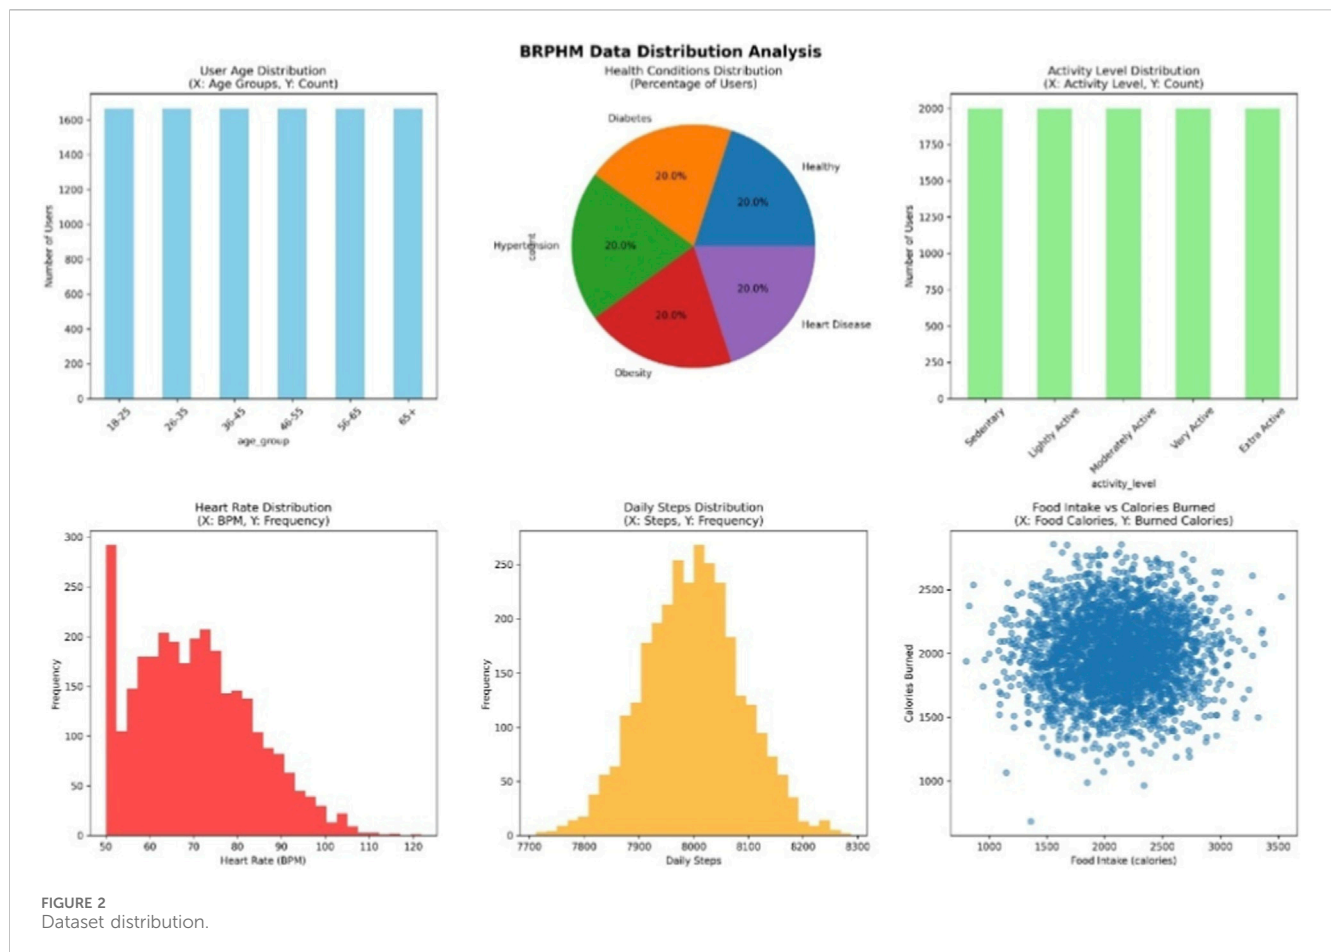 BRPHM Data Distribution Analysis
User Age Distribution
(X: Age Groups, Y: Count)
Number of Users
1600
1400
1200
1000
800
600
400
200
0
18-25
26-35
36-45
46-55
56-65
65+
age_group
Health Conditions Distribution
(Percentage of Users)
Diabetes
Healthy
20.0%
20.0%
Hypertension
count
20.0%
20.0%
20.0%
Heart Disease
Obesity
Activity Level Distribution
(X: Activity Level, Y: Count)
Number of Users
2000
1750
1500
1250
1000
750
500
250
0
Sedentary
Lightly Active
Moderately Active
Very Active
Extra Active
activity_level
Heart Rate Distribution
(X: BPM, Y: Frequency)
Frequency
300
250
200
150
100
50
0
50
60
70
80
90
100
110
120
Heart Rate (BPM)
Daily Steps Distribution
(X: Steps, Y: Frequency)
Frequency
250
200
150
100
50
0
7700
7800
7900
8000
8100
8200
8300
Daily Steps
Food Intake vs Calories Burned
(X: Food Calories, Y: Burned Calories)
Calories Burned
2500
2000
1500
1000
1000
1500
2000
2500
3000
3500
Food Intake (calories)
FIGURE 2
Dataset distribution.